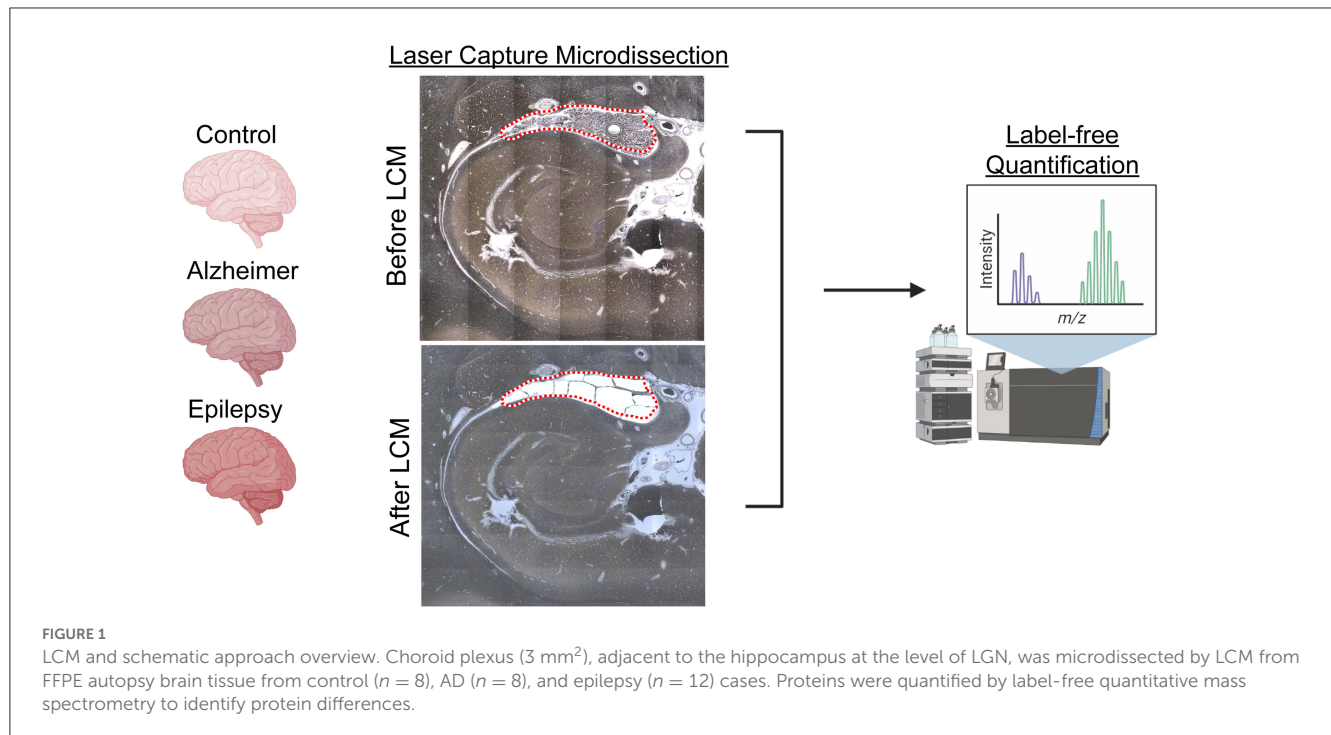 Laser Capture Microdissection
Control
Alzheimer
Epilepsy
Before LCM
After LCM
Label-free
Quantification
Intensity
m/z
FIGURE 1
LCM and schematic approach overview. Choroid plexus (3 mm²), adjacent to the hippocampus at the level of LGN, was microdissected by LCM from
FFPE autopsy brain tissue from control (n = 8), AD (n = 8), and epilepsy (n = 12) cases. Proteins were quantified by label-free quantitative mass
spectrometry to identify protein differences.